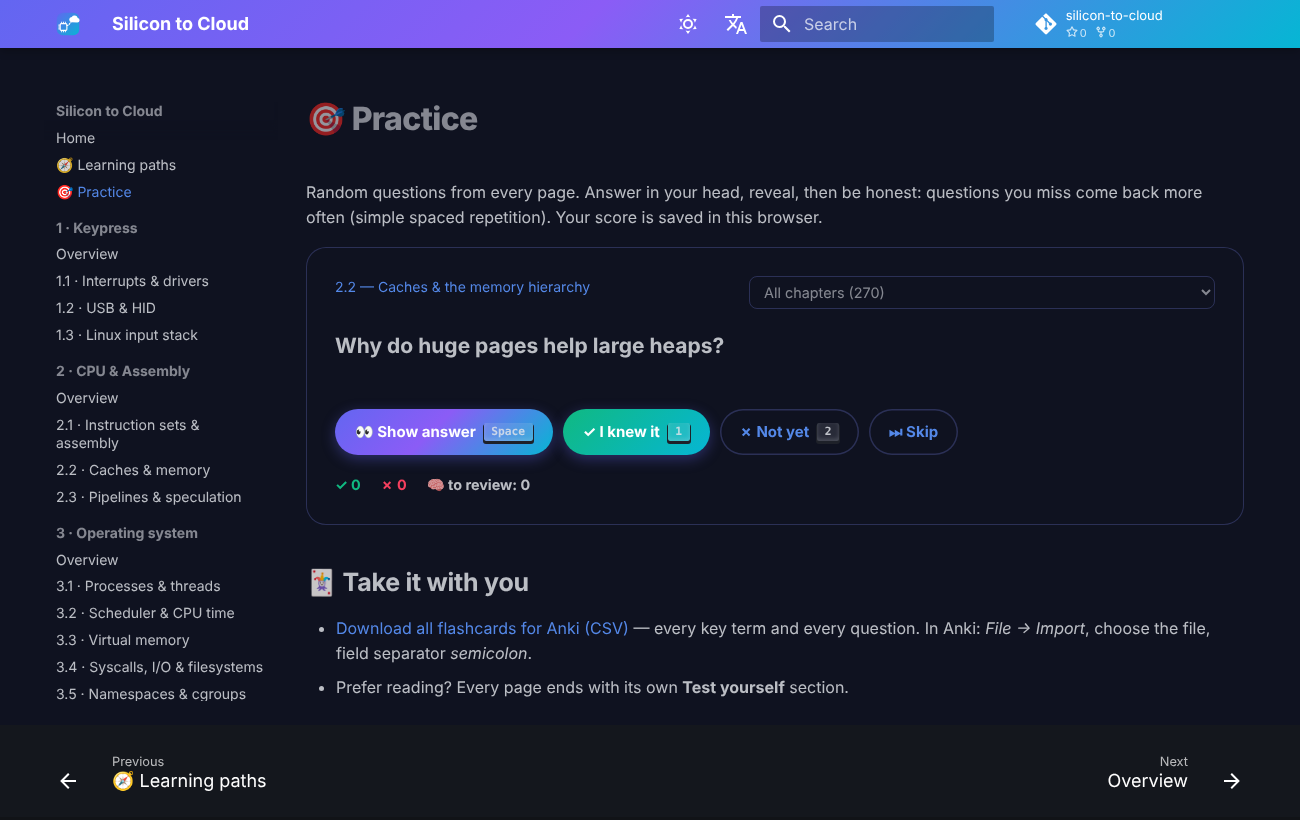 Silicon to Cloud
Search
silicon-to-cloud
0 0
Silicon to Cloud
Home
🧭 Learning paths
🎯 Practice
1 · Keypress
Overview
1.1 · Interrupts & drivers
1.2 · USB & HID
1.3 · Linux input stack
2 · CPU & Assembly
Overview
2.1 · Instruction sets &
assembly
2.2 · Caches & memory
2.3 · Pipelines & speculation
3 · Operating system
Overview
3.1 · Processes & threads
3.2 · Scheduler & CPU time
3.3 · Virtual memory
3.4 · Syscalls, I/O & filesystems
3.5 · Namespaces & cgroups
🎯 Practice
Random questions from every page. Answer in your head, reveal, then be honest: questions you miss come back more
often (simple spaced repetition). Your score is saved in this browser.
2.2 — Caches & the memory hierarchy
All chapters (270)
Why do huge pages help large heaps?
👀 Show answer Space
✓ I knew it 1
✗ Not yet 2
⏭ Skip
✓ 0 ✗ 0 🧠 to review: 0
🃏 Take it with you
• Download all flashcards for Anki (CSV) — every key term and every question. In Anki: File → Import, choose the file,
field separator semicolon.
• Prefer reading? Every page ends with its own Test yourself section.
Previous
🧭 Learning paths
Next
Overview